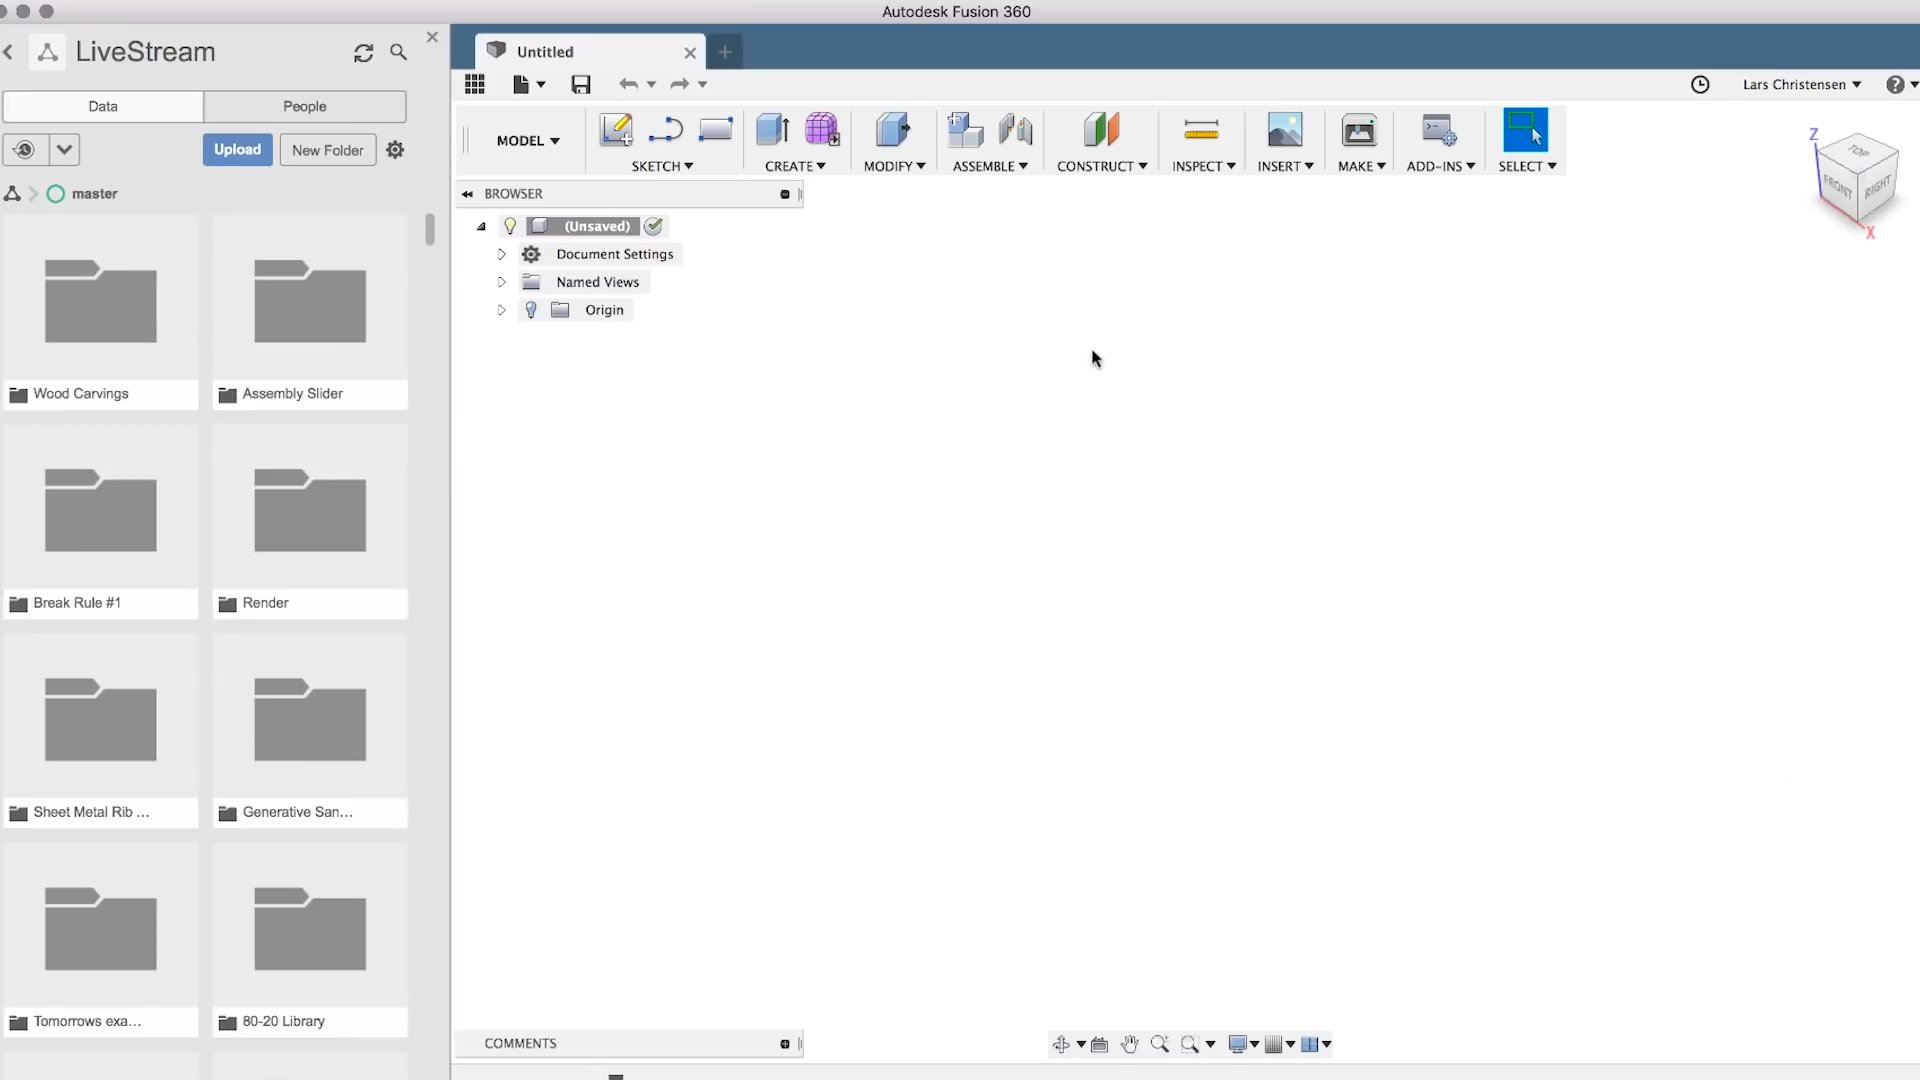 Autodesk Fusion 360
LiveStream
Untitled
Lars Christensen
Data
People
Upload
New Folder
master
MODEL
SKETCH
CREATE
MODIFY
ASSEMBLE
CONSTRUCT
INSPECT
INSERT
MAKE
ADD-INS
SELECT
Z
TOP
FRONT
RIGHT
X
BROWSER
(Unsaved)
Document Settings
Named Views
Origin
Wood Carvings
Assembly Slider
Break Rule #1
Render
Sheet Metal Rib ...
Generative San...
Tomorrows exa...
80-20 Library
COMMENTS